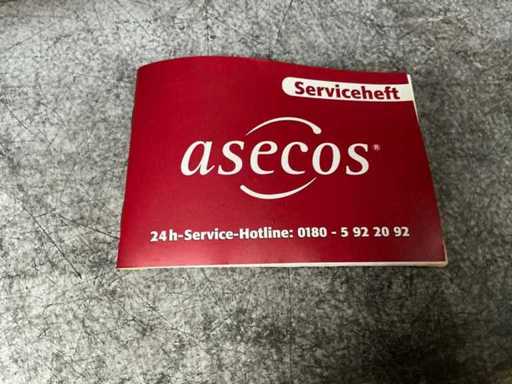 Serviceheft
asecos®
24h-Service-Hotline: 0180 - 5 92 20 92